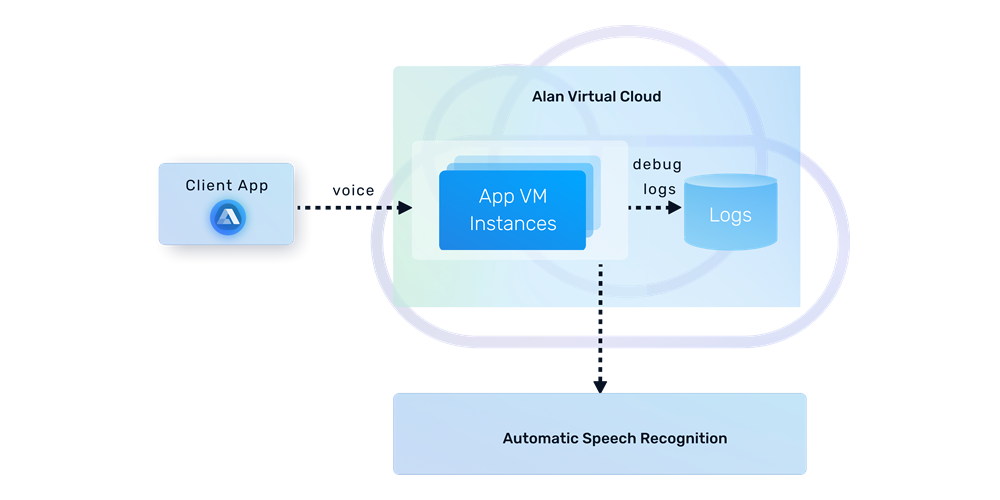 Alan Virtual Cloud
Client App
voice
App VM
Instances
debug
logs
Logs
Automatic Speech Recognition